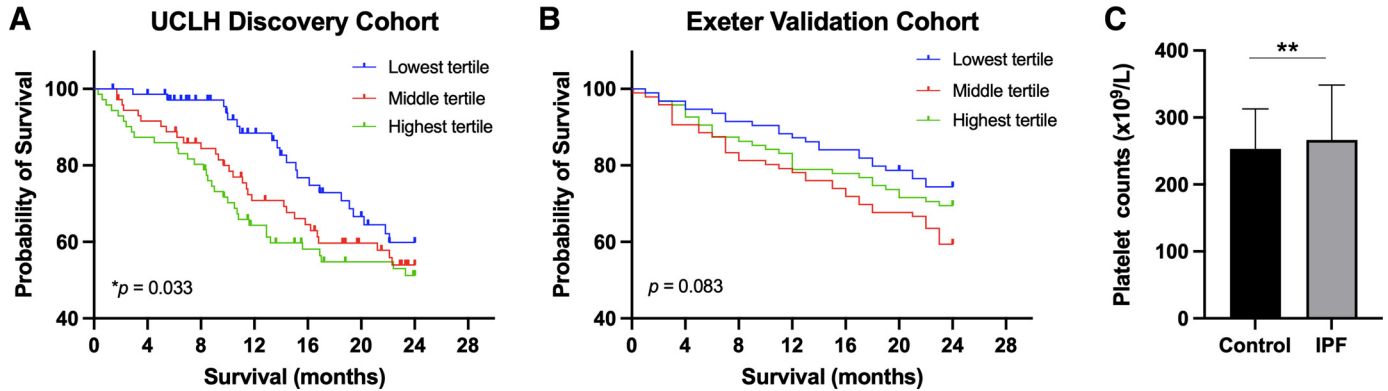 A
UCLH Discovery Cohort
Probability of Survival
100
80
60
40
Lowest tertile
Middle tertile
Highest tertile
*p = 0.033
0 4 8 12 16 20 24 28
Survival (months)
B
Exeter Validation Cohort
Probability of Survival
100
80
60
40
Lowest tertile
Middle tertile
Highest tertile
p = 0.083
0 4 8 12 16 20 24 28
Survival (months)
C
Platelet counts (x10⁹/L)
400
300
200
100
0
**
Control IPF